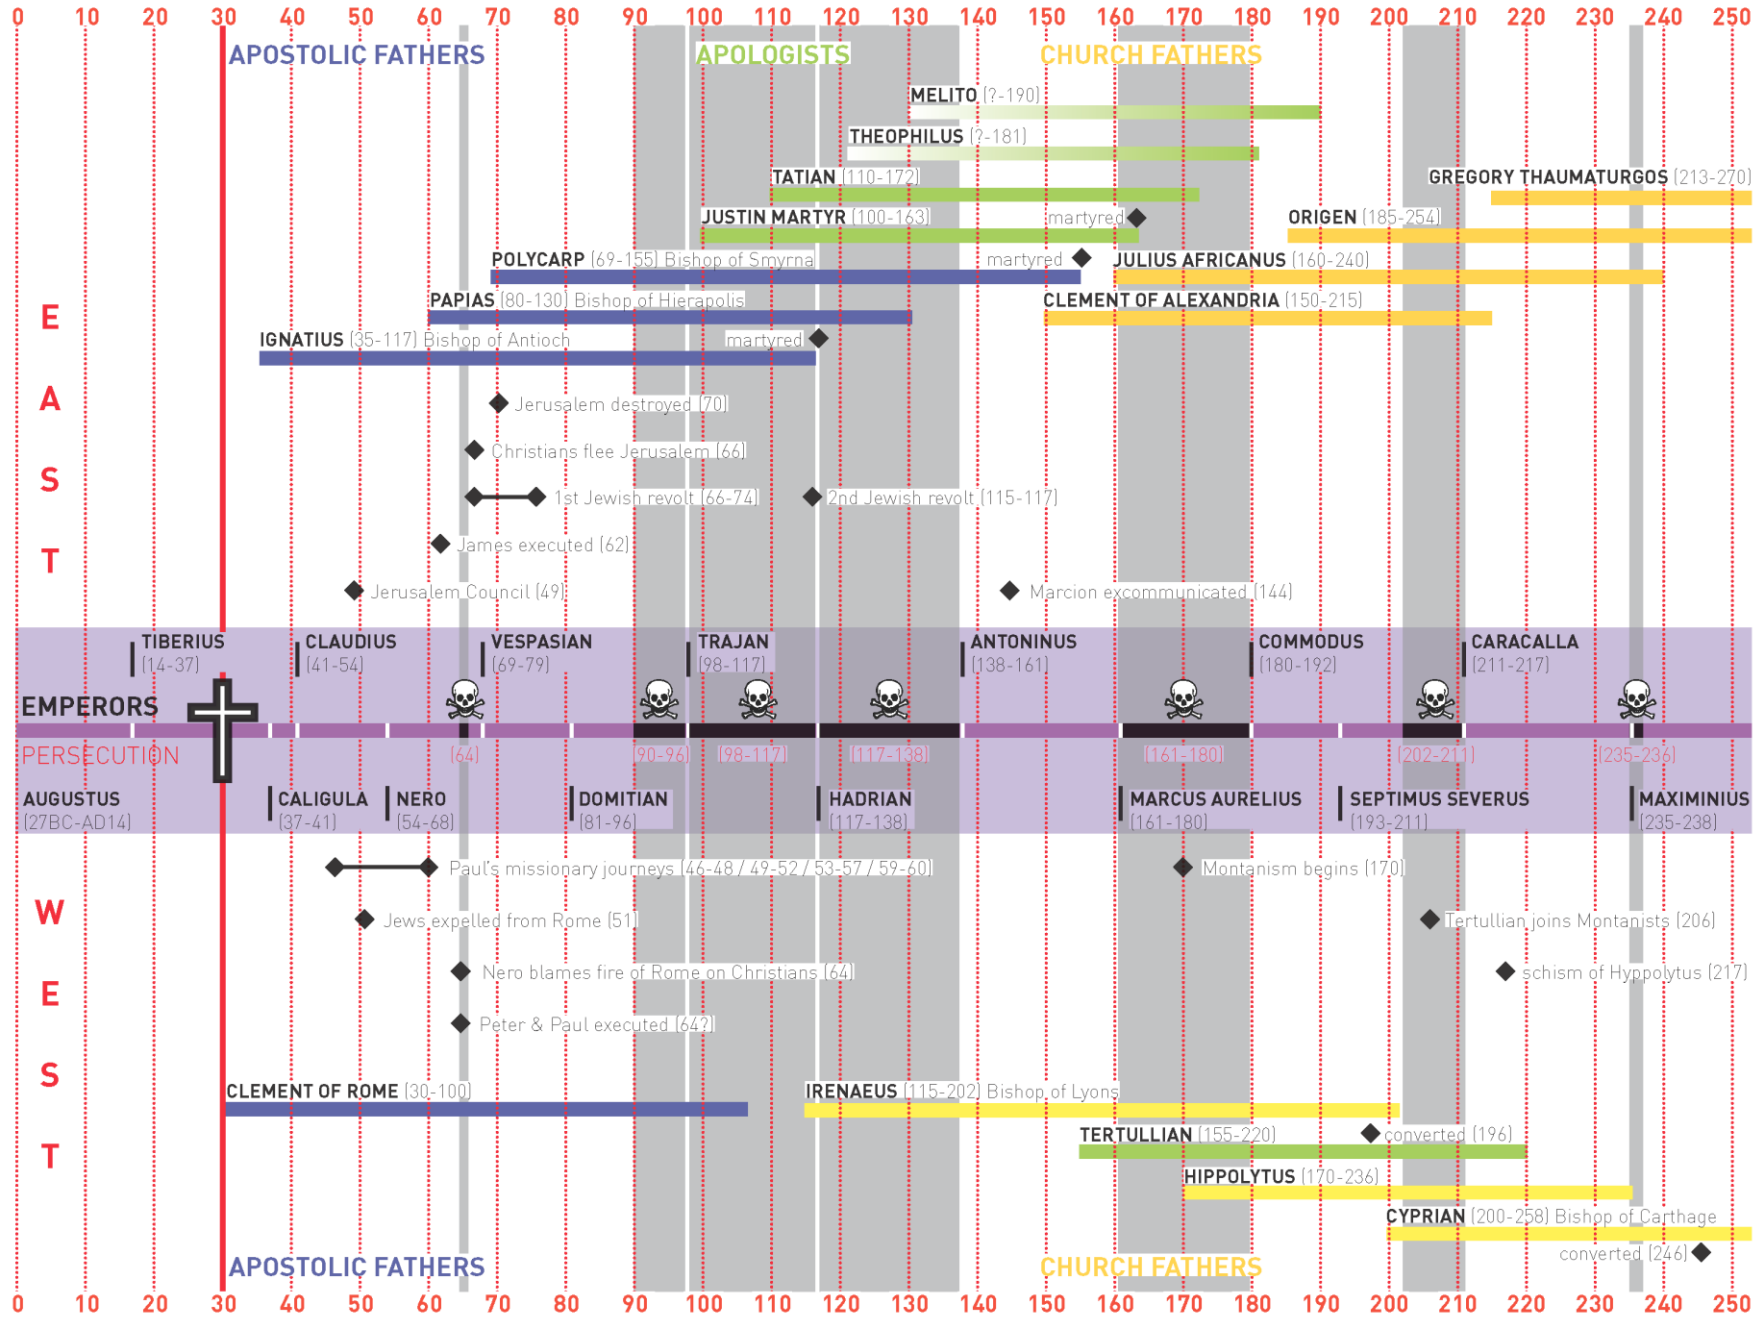 0 10 20 30 40 50 60 70 80 90 100 110 120 130 140 150 160 170 180 190 200 210 220 230 240 250
APOSTOLIC FATHERS
APOLOGISTS
CHURCH FATHERS
MELITO (?-190)
THEOPHILUS (?-181)
TATIAN (110-172)
GREGORY THAUMATURGOS (213-270)
JUSTIN MARTYR (100-163)
martyred
ORIGEN (185-254)
POLYCARP (69-155) Bishop of Smyrna
martyred
JULIUS AFRICANUS (160-240)
PAPIAS (80-130) Bishop of Hierapolis
CLEMENT OF ALEXANDRIA (150-215)
IGNATIUS (35-117) Bishop of Antioch
martyred
EAST
Jerusalem destroyed (70)
Christians flee Jerusalem (66)
1st Jewish revolt (66-74)
2nd Jewish revolt (115-117)
James executed (62)
Jerusalem Council (49)
Marcion excommunicated (144)
TIBERIUS
(14-37)
CLAUDIUS
(41-54)
VESPASIAN
(69-79)
TRAJAN
(98-117)
ANTONINUS
(138-161)
COMMODUS
(180-192)
CARACALLA
(211-217)
EMPERORS
PERSECUTION
(64)
(90-96)
(98-117)
(117-138)
(161-180)
(202-211)
(235-236)
AUGUSTUS
(27BC-AD14)
CALIGULA
(37-41)
NERO
(54-68)
DOMITIAN
(81-96)
HADRIAN
(117-138)
MARCUS AURELIUS
(161-180)
SEPTIMUS SEVERUS
(193-211)
MAXIMINIUS
(235-238)
WEST
Paul's missionary journeys (46-48 / 49-52 / 53-57 / 59-60)
Montanism begins (170)
Jews expelled from Rome (51)
Tertullian joins Montanists (206)
Nero blames fire of Rome on Christians (64)
schism of Hyppolytus (217)
Peter & Paul executed (64?)
CLEMENT OF ROME (30-100)
IRENAEUS (115-202) Bishop of Lyons
TERTULLIAN (155-220)
converted (196)
HIPPOLYTUS (170-236)
CYPRIAN (200-258) Bishop of Carthage
converted (246)
APOSTOLIC FATHERS
CHURCH FATHERS
0 10 20 30 40 50 60 70 80 90 100 110 120 130 140 150 160 170 180 190 200 210 220 230 240 250